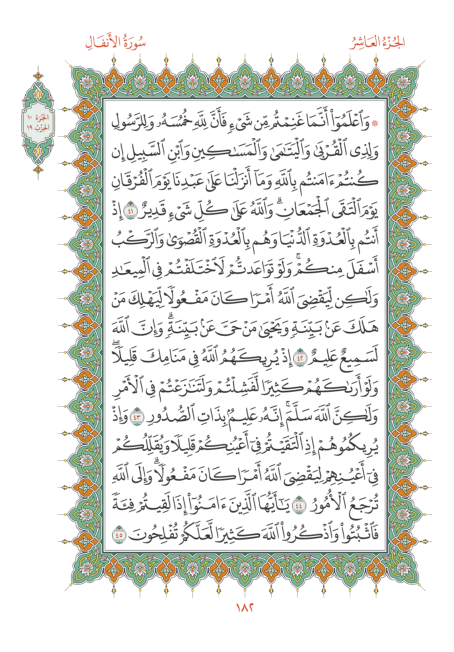 الجُزْءُ العَاشِرُ
سُورَةُ الأَنفَالِ
الجُزْءُ ١٠
الحِزْبُ ١٩
۞ وَٱعْلَمُوٓا۟ أَنَّمَا غَنِمْتُم مِّن شَىْءٍ فَأَنَّ لِلَّهِ خُمُسَهُۥ وَلِلرَّسُولِ
وَلِذِى ٱلْقُرْبَىٰ وَٱلْيَتَٰمَىٰ وَٱلْمَسَٰكِينِ وَٱبْنِ ٱلسَّبِيلِ إِن
كُنتُمْ ءَامَنتُم بِٱللَّهِ وَمَآ أَنزَلْنَا عَلَىٰ عَبْدِنَا يَوْمَ ٱلْفُرْقَانِ
يَوْمَ ٱلْتَقَى ٱلْجَمْعَانِ ۗ وَٱللَّهُ عَلَىٰ كُلِّ شَىْءٍ قَدِيرٌ ٤١ إِذْ
أَنتُم بِٱلْعُدْوَةِ ٱلدُّنْيَا وَهُم بِٱلْعُدْوَةِ ٱلْقُصْوَىٰ وَٱلرَّكْبُ
أَسْفَلَ مِنكُمْ ۚ وَلَوْ تَوَاعَدتُّمْ لَٱخْتَلَفْتُمْ فِى ٱلْمِيعَٰدِ ۙ
وَلَٰكِن لِّيَقْضِىَ ٱللَّهُ أَمْرًا كَانَ مَفْعُولًا لِّيَهْلِكَ مَنْ
هَلَكَ عَنۢ بَيِّنَةٍ وَيَحْيَىٰ مَنْ حَىَّ عَنۢ بَيِّنَةٍ ۗ وَإِنَّ ٱللَّهَ
لَسَمِيعٌ عَلِيمٌ ٤٢ إِذْ يُرِيكَهُمُ ٱللَّهُ فِى مَنَامِكَ قَلِيلًا ۖ
وَلَوْ أَرَىٰكَهُمْ كَثِيرًا لَّفَشِلْتُمْ وَلَتَنَٰزَعْتُمْ فِى ٱلْأَمْرِ
وَلَٰكِنَّ ٱللَّهَ سَلَّمَ ۗ إِنَّهُۥ عَلِيمٌۢ بِذَاتِ ٱلصُّدُورِ ٤٣ وَإِذْ
يُرِيكُمُوهُمْ إِذِ ٱلْتَقَيْتُمْ فِىٓ أَعْيُنِكُمْ قَلِيلًا وَيُقَلِّلُكُمْ
فِىٓ أَعْيُنِهِمْ لِيَقْضِىَ ٱللَّهُ أَمْرًا كَانَ مَفْعُولًا ۗ وَإِلَى ٱللَّهِ
تُرْجَعُ ٱلْأُمُورُ ٤٤ يَٰٓأَيُّهَا ٱلَّذِينَ ءَامَنُوٓا۟ إِذَا لَقِيتُمْ فِئَةً
فَٱثْبُتُوا۟ وَٱذْكُرُوا۟ ٱللَّهَ كَثِيرًا لَّعَلَّكُمْ تُفْلِحُونَ ٤٥
١٨٢